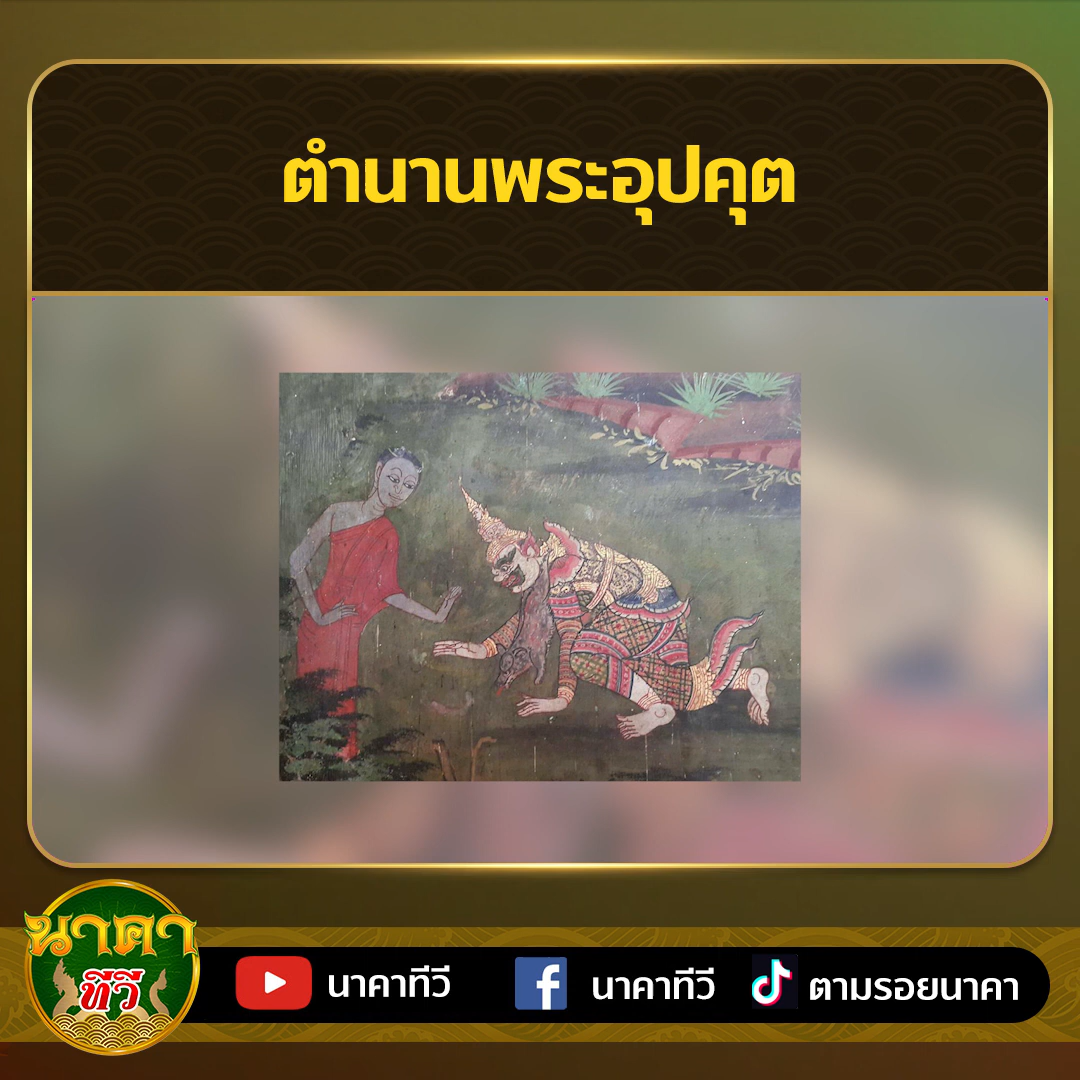 ตำนานพระอุปคุต
นาคา
ทีวี
นาคาทีวี
นาคาทีวี
ตามรอยนาคา